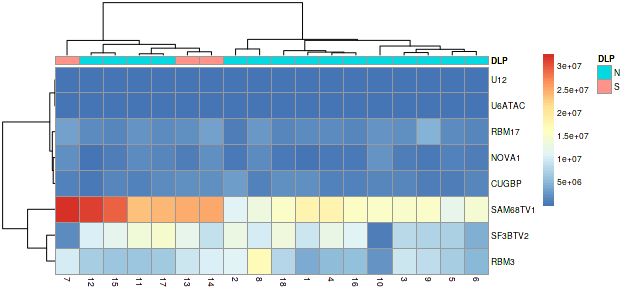 DLP
U12
U6ATAC
RBM17
NOVA1
CUGBP
SAM68TV1
SF3BTV2
RBM3
7 12 15 11 17 13 14 2 8 18 1 4 16 10 3 9 5 6
3e+07
2.5e+07
2e+07
1.5e+07
1e+07
5e+06
DLP
N
S